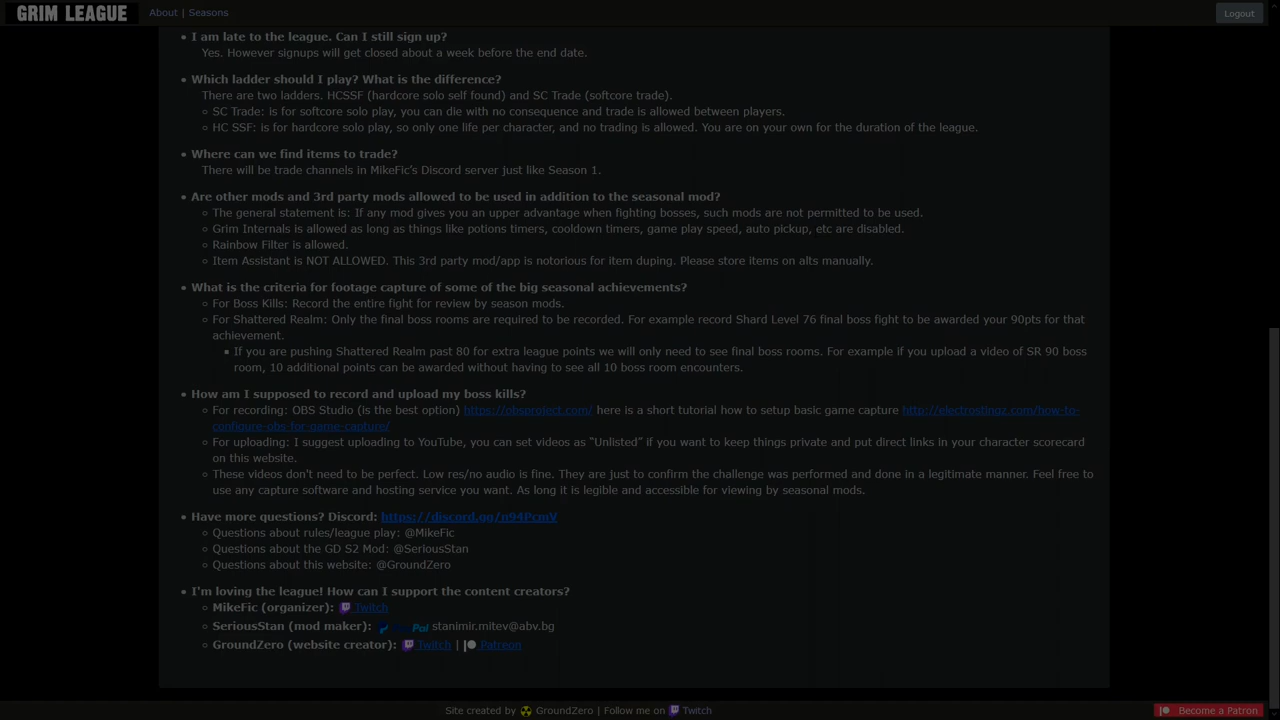 GRIM LEAGUE
About | Seasons
Logout
• I am late to the league. Can I still sign up?
Yes. However signups will get closed about a week before the end date.
• Which ladder should I play? What is the difference?
There are two ladders. HCSSF (hardcore solo self found) and SC Trade (softcore trade).
○ SC Trade: is for softcore solo play, you can die with no consequence and trade is allowed between players.
○ HC SSF: is for hardcore solo play, so only one life per character, and no trading is allowed. You are on your own for the duration of the league.
• Where can we find items to trade?
There will be trade channels in MikeFic's Discord server just like Season 1.
• Are other mods and 3rd party mods allowed to be used in addition to the seasonal mod?
○ The general statement is: If any mod gives you an upper advantage when fighting bosses, such mods are not permitted to be used.
○ Grim Internals is allowed as long as things like potions timers, cooldown timers, game play speed, auto pickup, etc are disabled.
○ Rainbow Filter is allowed.
○ Item Assistant is NOT ALLOWED. This 3rd party mod/app is notorious for item duping. Please store items on alts manually.
• What is the criteria for footage capture of some of the big seasonal achievements?
○ For Boss Kills: Record the entire fight for review by season mods.
○ For Shattered Realm: Only the final boss rooms are required to be recorded. For example record Shard Level 76 final boss fight to be awarded your 90pts for that
achievement.
▪ If you are pushing Shattered Realm past 80 for extra league points we will only need to see final boss rooms. For example if you upload a video of SR 90 boss
room, 10 additional points can be awarded without having to see all 10 boss room encounters.
• How am I supposed to record and upload my boss kills?
○ For recording: OBS Studio (is the best option) https://obsproject.com/ here is a short tutorial how to setup basic game capture http://electrostingz.com/how-to-
configure-obs-for-game-capture/
○ For uploading: I suggest uploading to YouTube, you can set videos as “Unlisted” if you want to keep things private and put direct links in your character scorecard
on this website.
○ These videos don't need to be perfect. Low res/no audio is fine. They are just to confirm the challenge was performed and done in a legitimate manner. Feel free to
use any capture software and hosting service you want. As long it is legible and accessible for viewing by seasonal mods.
• Have more questions? Discord: https://discord.gg/n94PcmV
○ Questions about rules/league play: @MikeFic
○ Questions about the GD S2 Mod: @SeriousStan
○ Questions about this website: @GroundZero
• I'm loving the league! How can I support the content creators?
○ MikeFic (organizer): Twitch
○ SeriousStan (mod maker): PayPal stanimir.mitev@abv.bg
○ GroundZero (website creator): Twitch | Patreon
Site created by GroundZero | Follow me on Twitch
Become a Patron